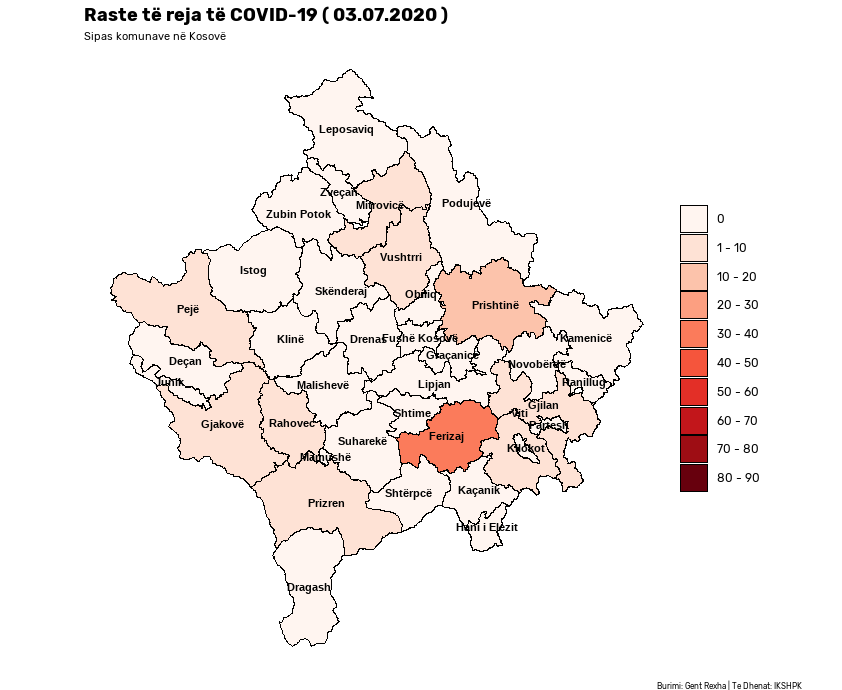 Raste të reja të COVID-19 ( 03.07.2020 )
Sipas komunave në Kosovë
Leposaviq
Zveçan
Mitrovicë
Podujevë
Zubin Potok
Vushtrri
Istog
Skënderaj
Obiliq
Prishtinë
Pejë
Klinë
Drenas
Fushë Kosovë
Kamenicë
Graçanicë
Deçan
Novobërdë
Junik
Malishevë
Lipjan
Ranillug
Gjilan
Shtime
Viti
Gjakovë
Rahovec
Partesh
Suharekë
Ferizaj
Kllokot
Mamushë
Shtërpcë
Kaçanik
Prizren
Hani i Elezit
Dragash
0
1 - 10
10 - 20
20 - 30
30 - 40
40 - 50
50 - 60
60 - 70
70 - 80
80 - 90
Burimi: Gent Rexha | Te Dhenat: IKSHPK